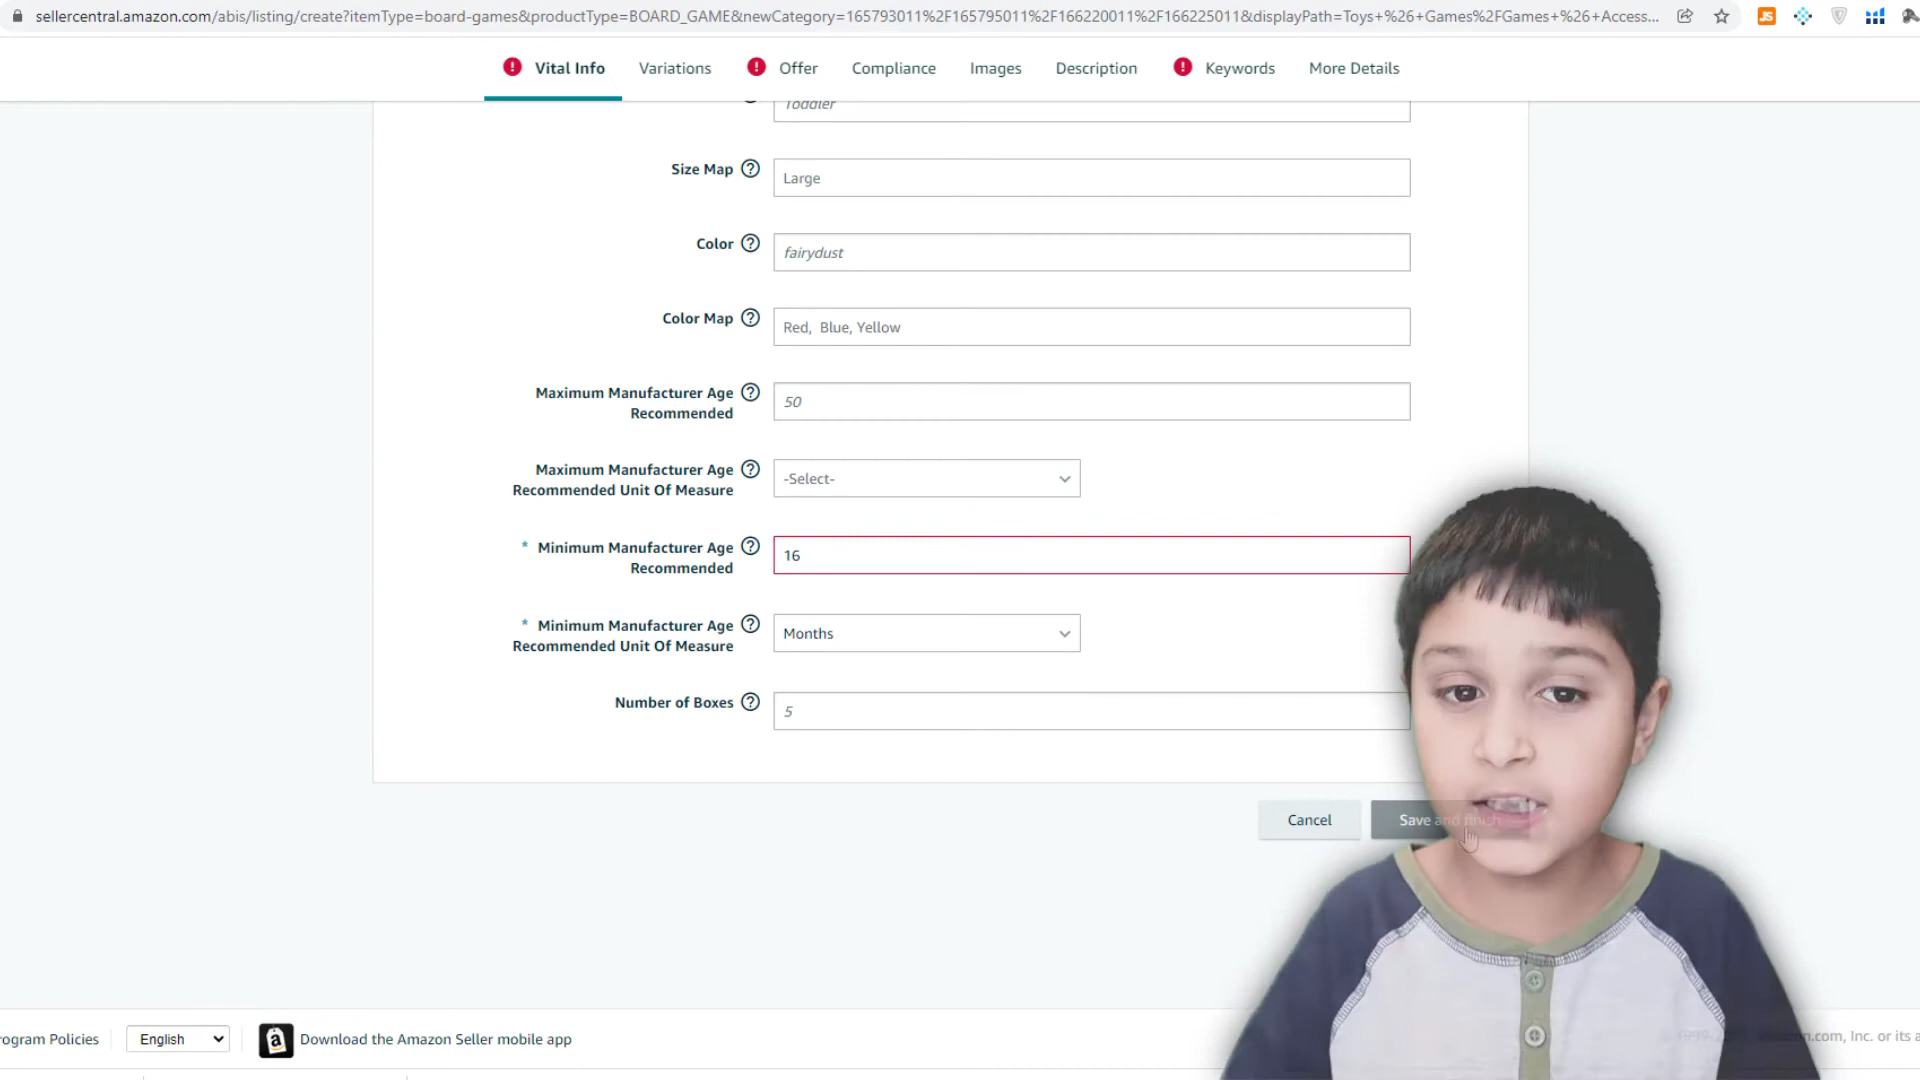 sellercentral.amazon.com/abis/listing/create?itemType=board-games&productType=BOARD_GAME&newCategory=165793011%2F165795011%2F166220011%2F166225011&displayPath=Toys+%26+Games%2FGames+%26+Access...
JS
Vital Info
Variations
Offer
Compliance
Images
Description
Keywords
More Details
Toddler
Size Map
Large
Color
fairydust
Color Map
Red, Blue, Yellow
Maximum Manufacturer Age
Recommended
50
Maximum Manufacturer Age
Recommended Unit Of Measure
-Select-
* Minimum Manufacturer Age
Recommended
16
* Minimum Manufacturer Age
Recommended Unit Of Measure
Months
Number of Boxes
5
Cancel
Save and finish
rogram Policies
English
Download the Amazon Seller mobile app
.com, Inc. or its a